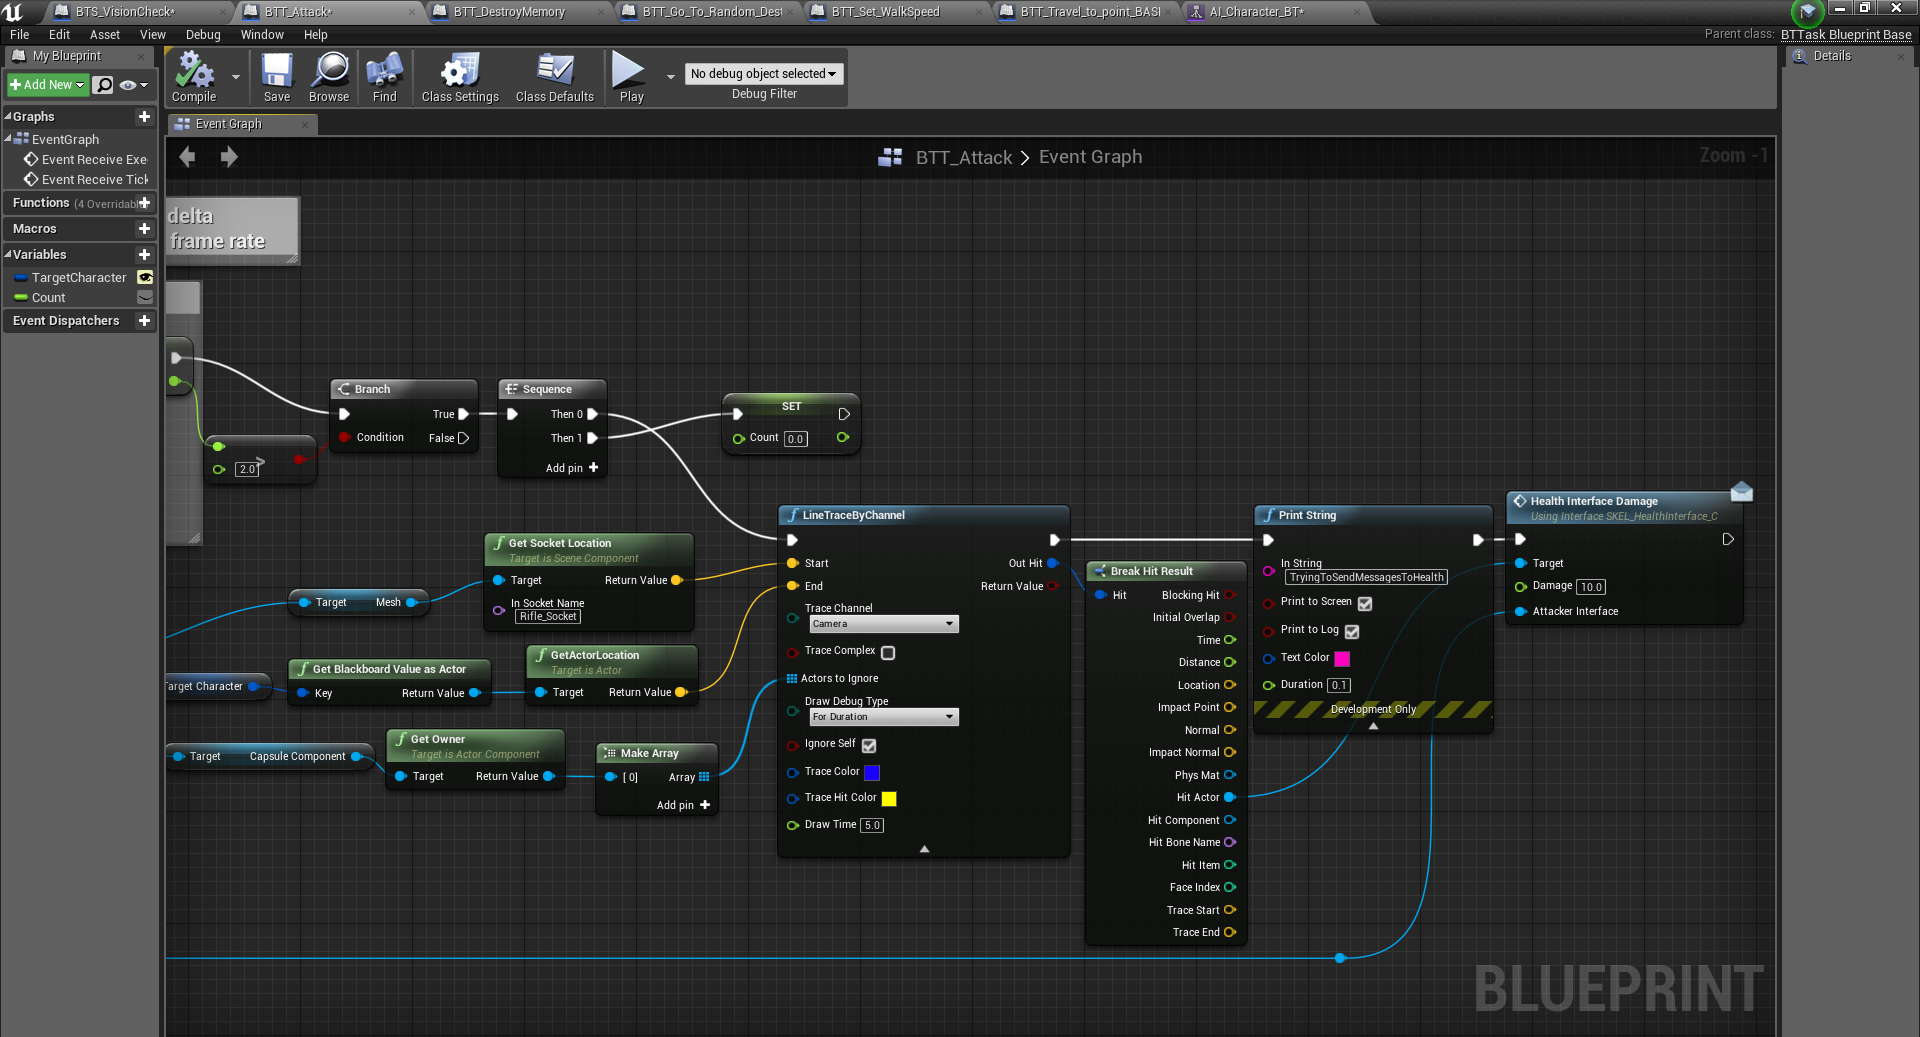 BTS_VisionCheck*
BTT_Attack*
BTT_DestroyMemory
BTT_Go_To_Random_Dest
BTT_Set_WalkSpeed
BTT_Travel_to_point_BASI
AI_Character_BT*
File Edit Asset View Debug Window Help
Parent class: BTTask Blueprint Base
My Blueprint
Add New
Compile
Save
Browse
Find
Class Settings
Class Defaults
Play
No debug object selected
Debug Filter
Details
Graphs
EventGraph
Event Receive Exe
Event Receive Tick
Functions (4 Overridabl
Macros
Variables
TargetCharacter
Count
Event Dispatchers
Event Graph
BTT_Attack > Event Graph
Zoom -1
delta
frame rate
>
2.0
Branch
True
Condition
False
Sequence
Then 0
Then 1
Add pin
SET
Count 0.0
Get Socket Location
Target is Scene Component
Target
Return Value
In Socket Name
Rifle_Socket
Target Mesh
Target Character
Get Blackboard Value as Actor
Key
Return Value
GetActorLocation
Target is Actor
Target
Return Value
Target
Capsule Component
Get Owner
Target is Actor Component
Target
Return Value
Make Array
[ 0]
Array
Add pin
LineTraceByChannel
Start
Out Hit
End
Return Value
Trace Channel
Camera
Trace Complex
Actors to Ignore
Draw Debug Type
For Duration
Ignore Self
Trace Color
Trace Hit Color
Draw Time 5.0
Break Hit Result
Hit
Blocking Hit
Initial Overlap
Time
Distance
Location
Impact Point
Normal
Impact Normal
Phys Mat
Hit Actor
Hit Component
Hit Bone Name
Hit Item
Face Index
Trace Start
Trace End
Print String
In String
TryingToSendMessagesToHealth
Print to Screen
Print to Log
Text Color
Duration 0.1
Development Only
Health Interface Damage
Using Interface SKEL_HealthInterface_C
Target
Damage 10.0
Attacker Interface
BLUEPRINT